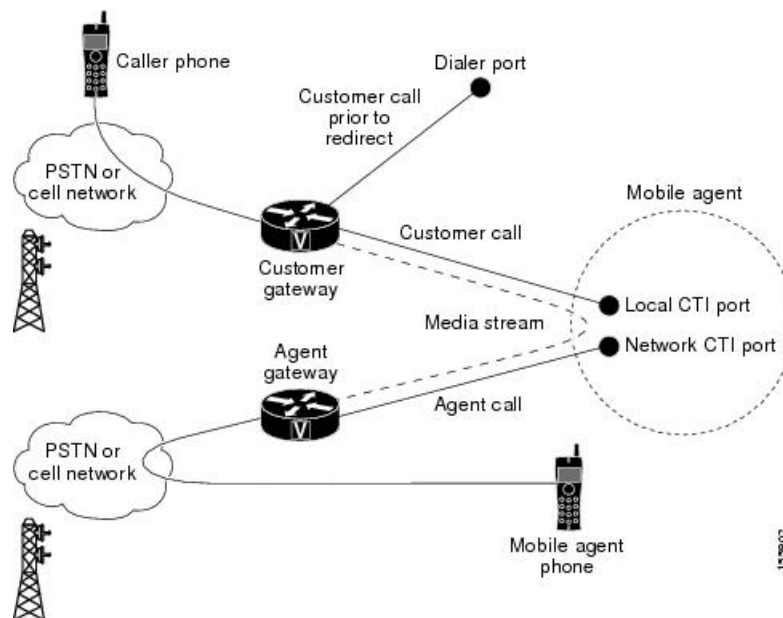 Caller phone
Dialer port
Customer call
prior to
redirect
PSTN or
cell network
Mobile agent
V
Customer call
Customer
gateway
Local CTI port
Media stream
Network CTI port
Agent
gateway
V
Agent call
PSTN or
cell network
Mobile agent
phone